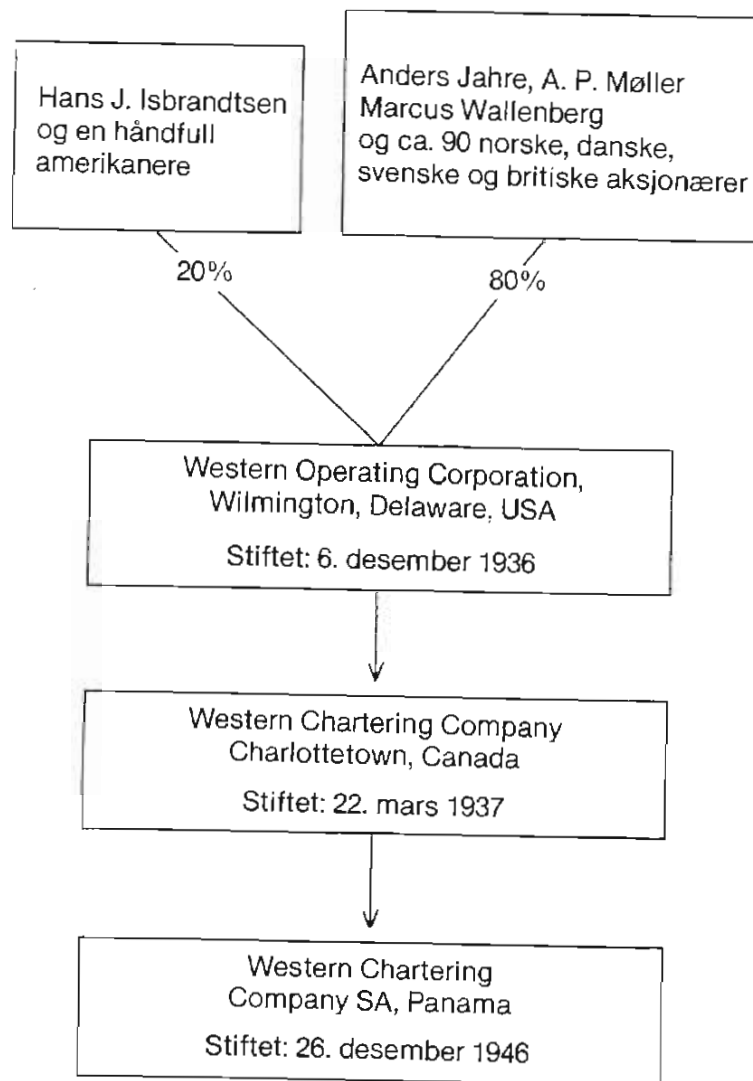 Hans J. Isbrandtsen
og en håndfull
amerikanere
Anders Jahre, A. P. Møller
Marcus Wallenberg
og ca. 90 norske, danske,
svenske og britiske aksjonærer
20%
80%
Western Operating Corporation,
Wilmington, Delaware, USA
Stiftet: 6. desember 1936
Western Chartering Company
Charlottetown, Canada
Stiftet: 22. mars 1937
Western Chartering
Company SA, Panama
Stiftet: 26. desember 1946